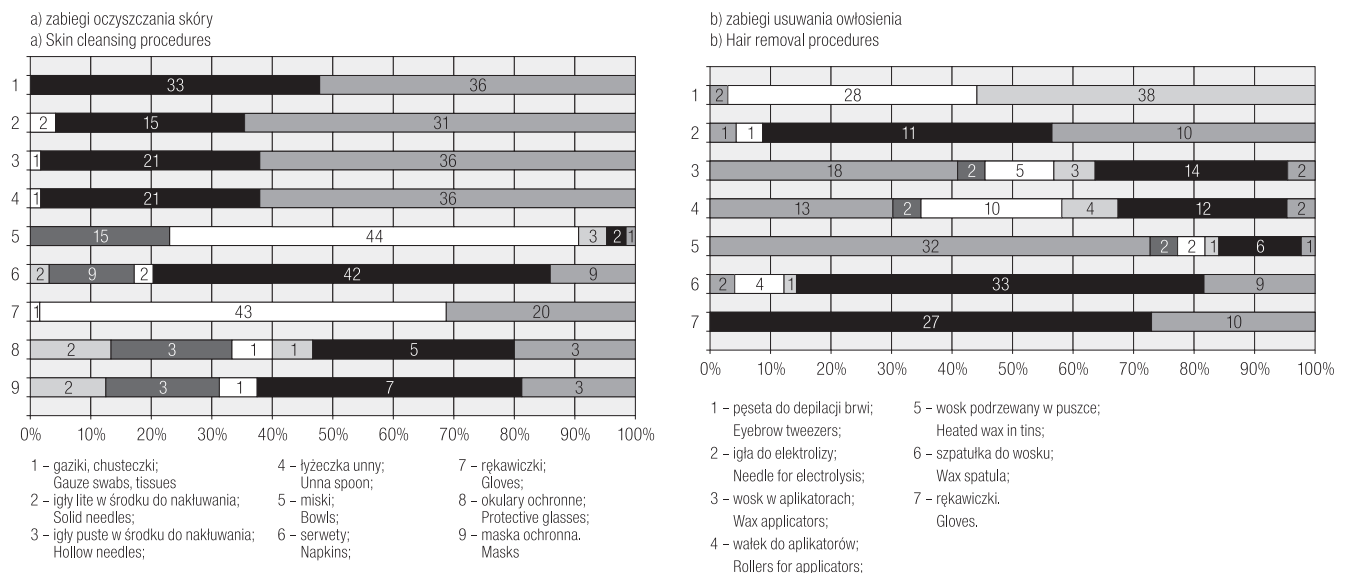 a) zabiegi oczyszczania skóry
a) Skin cleansing procedures
1 33 36
2 2 15 31
3 1 21 36
4 1 21 36
5 15 44 3 2 1
6 2 9 2 42 9
7 1 43 20
8 2 3 1 1 5 3
9 2 3 1 7 3
0% 10% 20% 30% 40% 50% 60% 70% 80% 90% 100%
1 – gaziki, chusteczki;
Gauze swabs, tissues
2 – igły lite w środku do nakłuwania;
Solid needles;
3 – igły puste w środku do nakłuwania;
Hollow needles;
4 – łyżeczka unny;
Unna spoon;
5 – miski;
Bowls;
6 – serwety;
Napkins;
7 – rękawiczki;
Gloves;
8 – okulary ochronne;
Protective glasses;
9 – maska ochronna.
Masks
b) zabiegi usuwania owłosienia
b) Hair removal procedures
1 2 28 38
2 1 1 11 10
3 18 2 5 3 14 2
4 13 2 10 4 12 2
5 32 2 2 1 6 1
6 2 4 1 33 9
7 27 10
0% 10% 20% 30% 40% 50% 60% 70% 80% 90% 100%
1 – pęseta do depilacji brwi;
Eyebrow tweezers;
2 – igła do elektrolizy;
Needle for electrolysis;
3 – wosk w aplikatorach;
Wax applicators;
4 – wałek do aplikatorów;
Rollers for applicators;
5 – wosk podrzewany w puszce;
Heated wax in tins;
6 – szpatułka do wosku;
Wax spatula;
7 – rękawiczki.
Gloves.